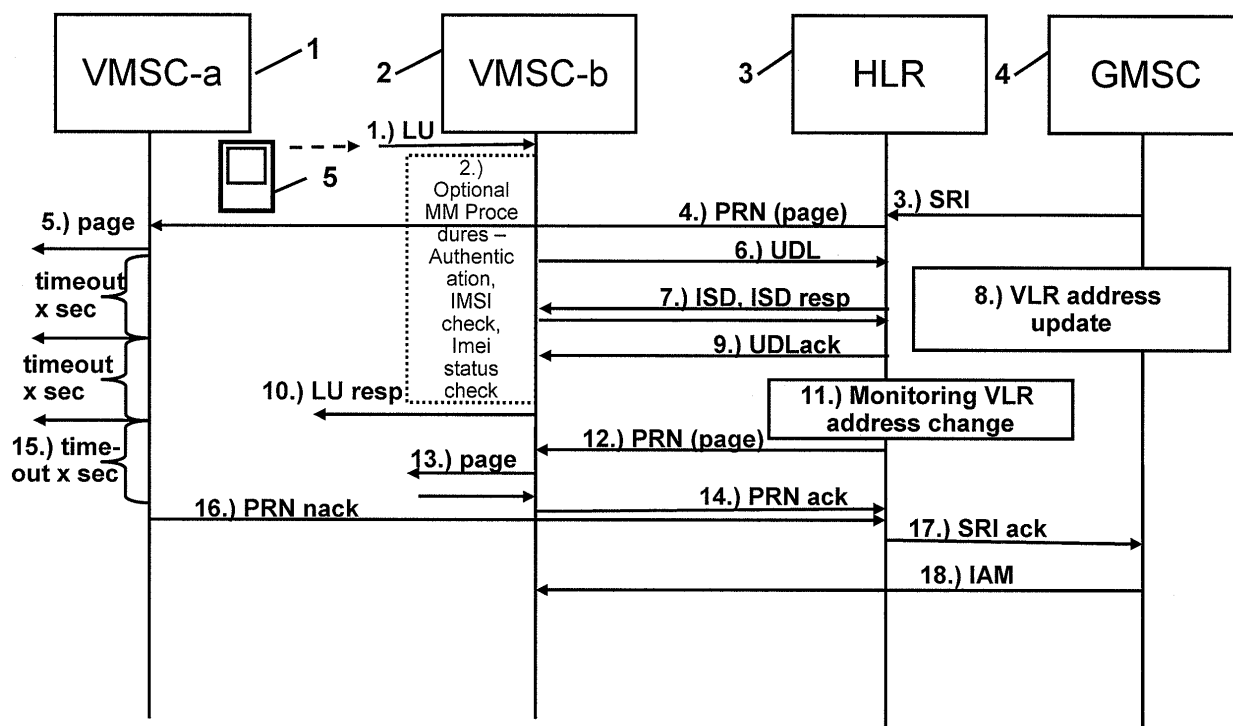 VMSC-a
1
2
VMSC-b
3
HLR
4
GMSC
1.) LU
5
2.)
Optional
MM Proce
dures –
Authentic
ation,
IMSI
check,
Imei
status
check
3.) SRI
4.) PRN (page)
5.) page
6.) UDL
timeout
x sec
7.) ISD, ISD resp
8.) VLR address
update
9.) UDLack
timeout
x sec
10.) LU resp
11.) Monitoring VLR
address change
12.) PRN (page)
13.) page
15.) time-
out x sec
14.) PRN ack
16.) PRN nack
17.) SRI ack
18.) IAM